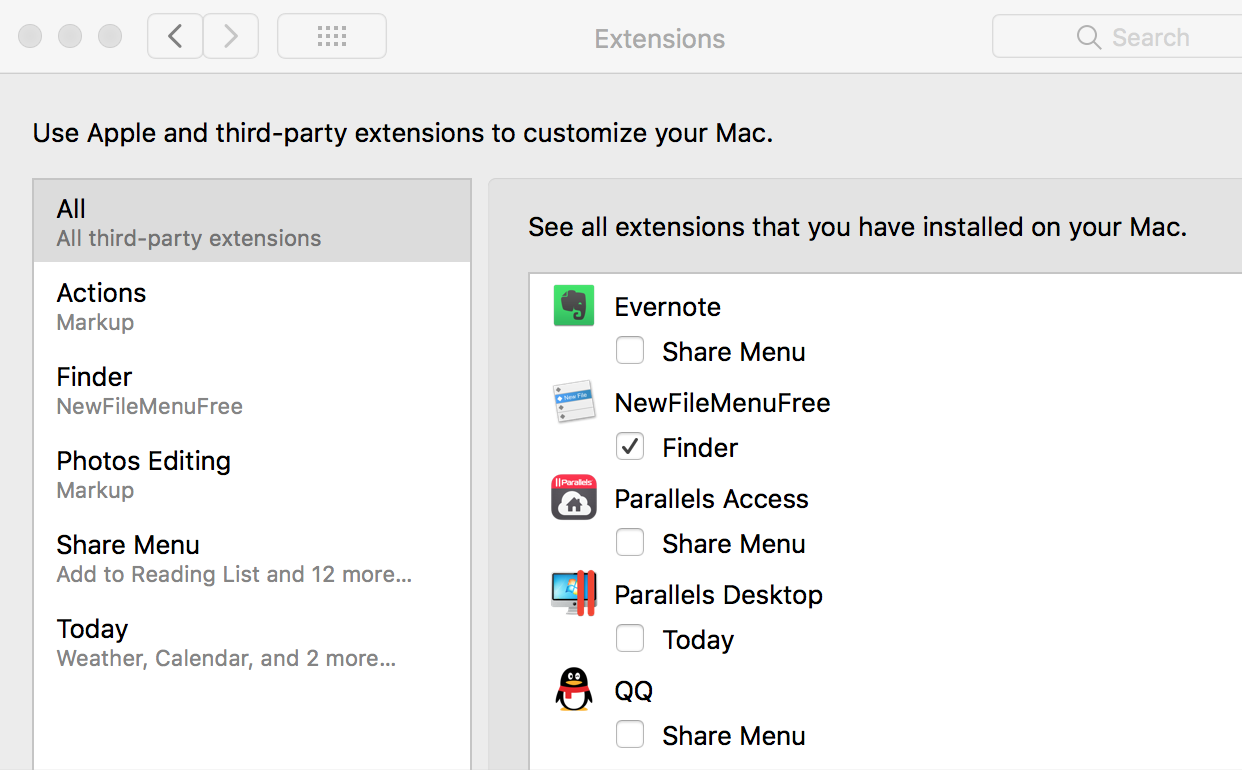 Extensions
Search
Use Apple and third-party extensions to customize your Mac.
All
All third-party extensions
Actions
Markup
Finder
NewFileMenuFree
Photos Editing
Markup
Share Menu
Add to Reading List and 12 more...
Today
Weather, Calendar, and 2 more...
See all extensions that you have installed on your Mac.
Evernote
Share Menu
New File
NewFileMenuFree
Finder
Parallels
Parallels Access
Share Menu
Parallels Desktop
Today
QQ
Share Menu